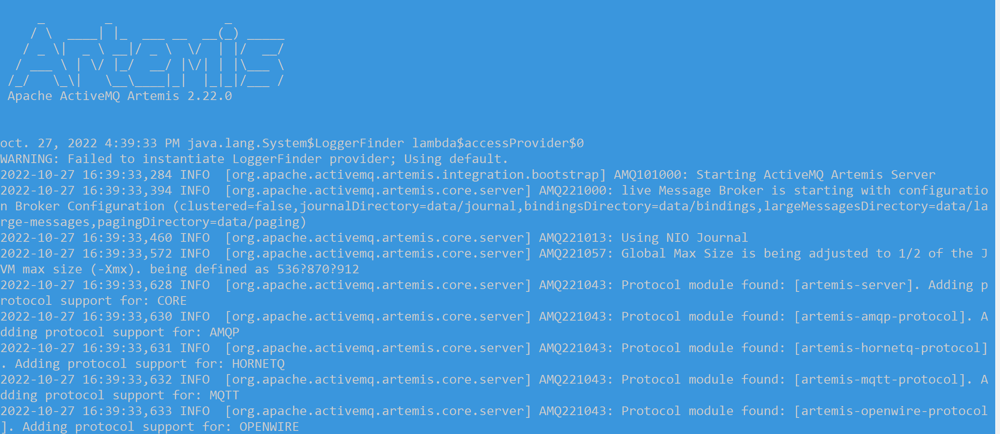 _        _               _
    / \  ____| |_  ___ __  __(_) _____
   / _ \|  _ \ __|/ _ \  \/  | |/  __/
  / ___ \ | \/ |_/  __/ |\/| | |\___ \
 /_/   \_\|   \__\____|_|  |_|_|/___ /
 Apache ActiveMQ Artemis 2.22.0
oct. 27, 2022 4:39:33 PM java.lang.System$LoggerFinder lambda$accessProvider$0
WARNING: Failed to instantiate LoggerFinder provider; Using default.
2022-10-27 16:39:33,284 INFO  [org.apache.activemq.artemis.integration.bootstrap] AMQ101000: Starting ActiveMQ Artemis Server
2022-10-27 16:39:33,394 INFO  [org.apache.activemq.artemis.core.server] AMQ221000: live Message Broker is starting with configuratio
n Broker Configuration (clustered=false,journalDirectory=data/journal,bindingsDirectory=data/bindings,largeMessagesDirectory=data/la
rge-messages,pagingDirectory=data/paging)
2022-10-27 16:39:33,460 INFO  [org.apache.activemq.artemis.core.server] AMQ221013: Using NIO Journal
2022-10-27 16:39:33,572 INFO  [org.apache.activemq.artemis.core.server] AMQ221057: Global Max Size is being adjusted to 1/2 of the J
VM max size (-Xmx). being defined as 536?870?912
2022-10-27 16:39:33,628 INFO  [org.apache.activemq.artemis.core.server] AMQ221043: Protocol module found: [artemis-server]. Adding p
rotocol support for: CORE
2022-10-27 16:39:33,630 INFO  [org.apache.activemq.artemis.core.server] AMQ221043: Protocol module found: [artemis-amqp-protocol]. A
dding protocol support for: AMQP
2022-10-27 16:39:33,631 INFO  [org.apache.activemq.artemis.core.server] AMQ221043: Protocol module found: [artemis-hornetq-protocol]
. Adding protocol support for: HORNETQ
2022-10-27 16:39:33,632 INFO  [org.apache.activemq.artemis.core.server] AMQ221043: Protocol module found: [artemis-mqtt-protocol]. A
dding protocol support for: MQTT
2022-10-27 16:39:33,633 INFO  [org.apache.activemq.artemis.core.server] AMQ221043: Protocol module found: [artemis-openwire-protocol
]. Adding protocol support for: OPENWIRE